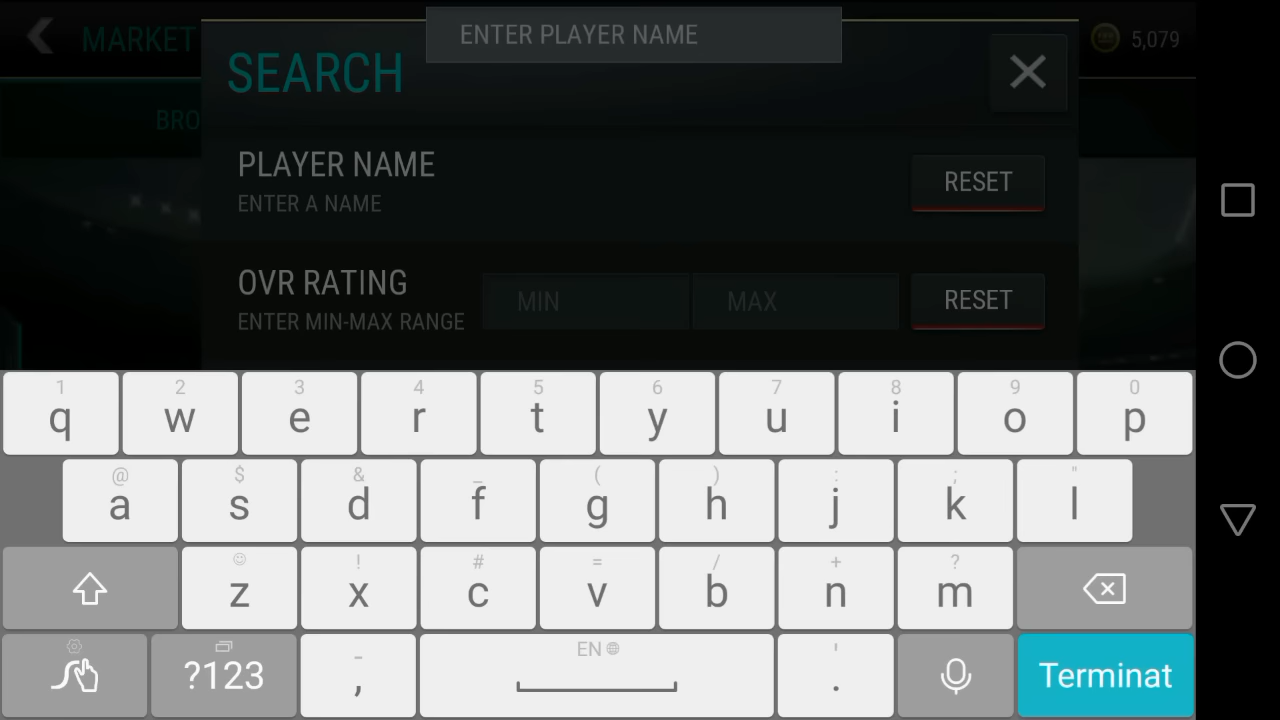 ENTER PLAYER NAME
MARKET
5,079
SEARCH
BRO
PLAYER NAME
ENTER A NAME
RESET
OVR RATING
ENTER MIN-MAX RANGE
MIN
MAX
RESET
1 2 3 4 5 6 7 8 9 0
q w e r t y u i o p
@ $ & _ ( ) : ; "
a s d f g h j k l
! # = / + ?
z x c v b n m
- EN '
?123 , . Terminat